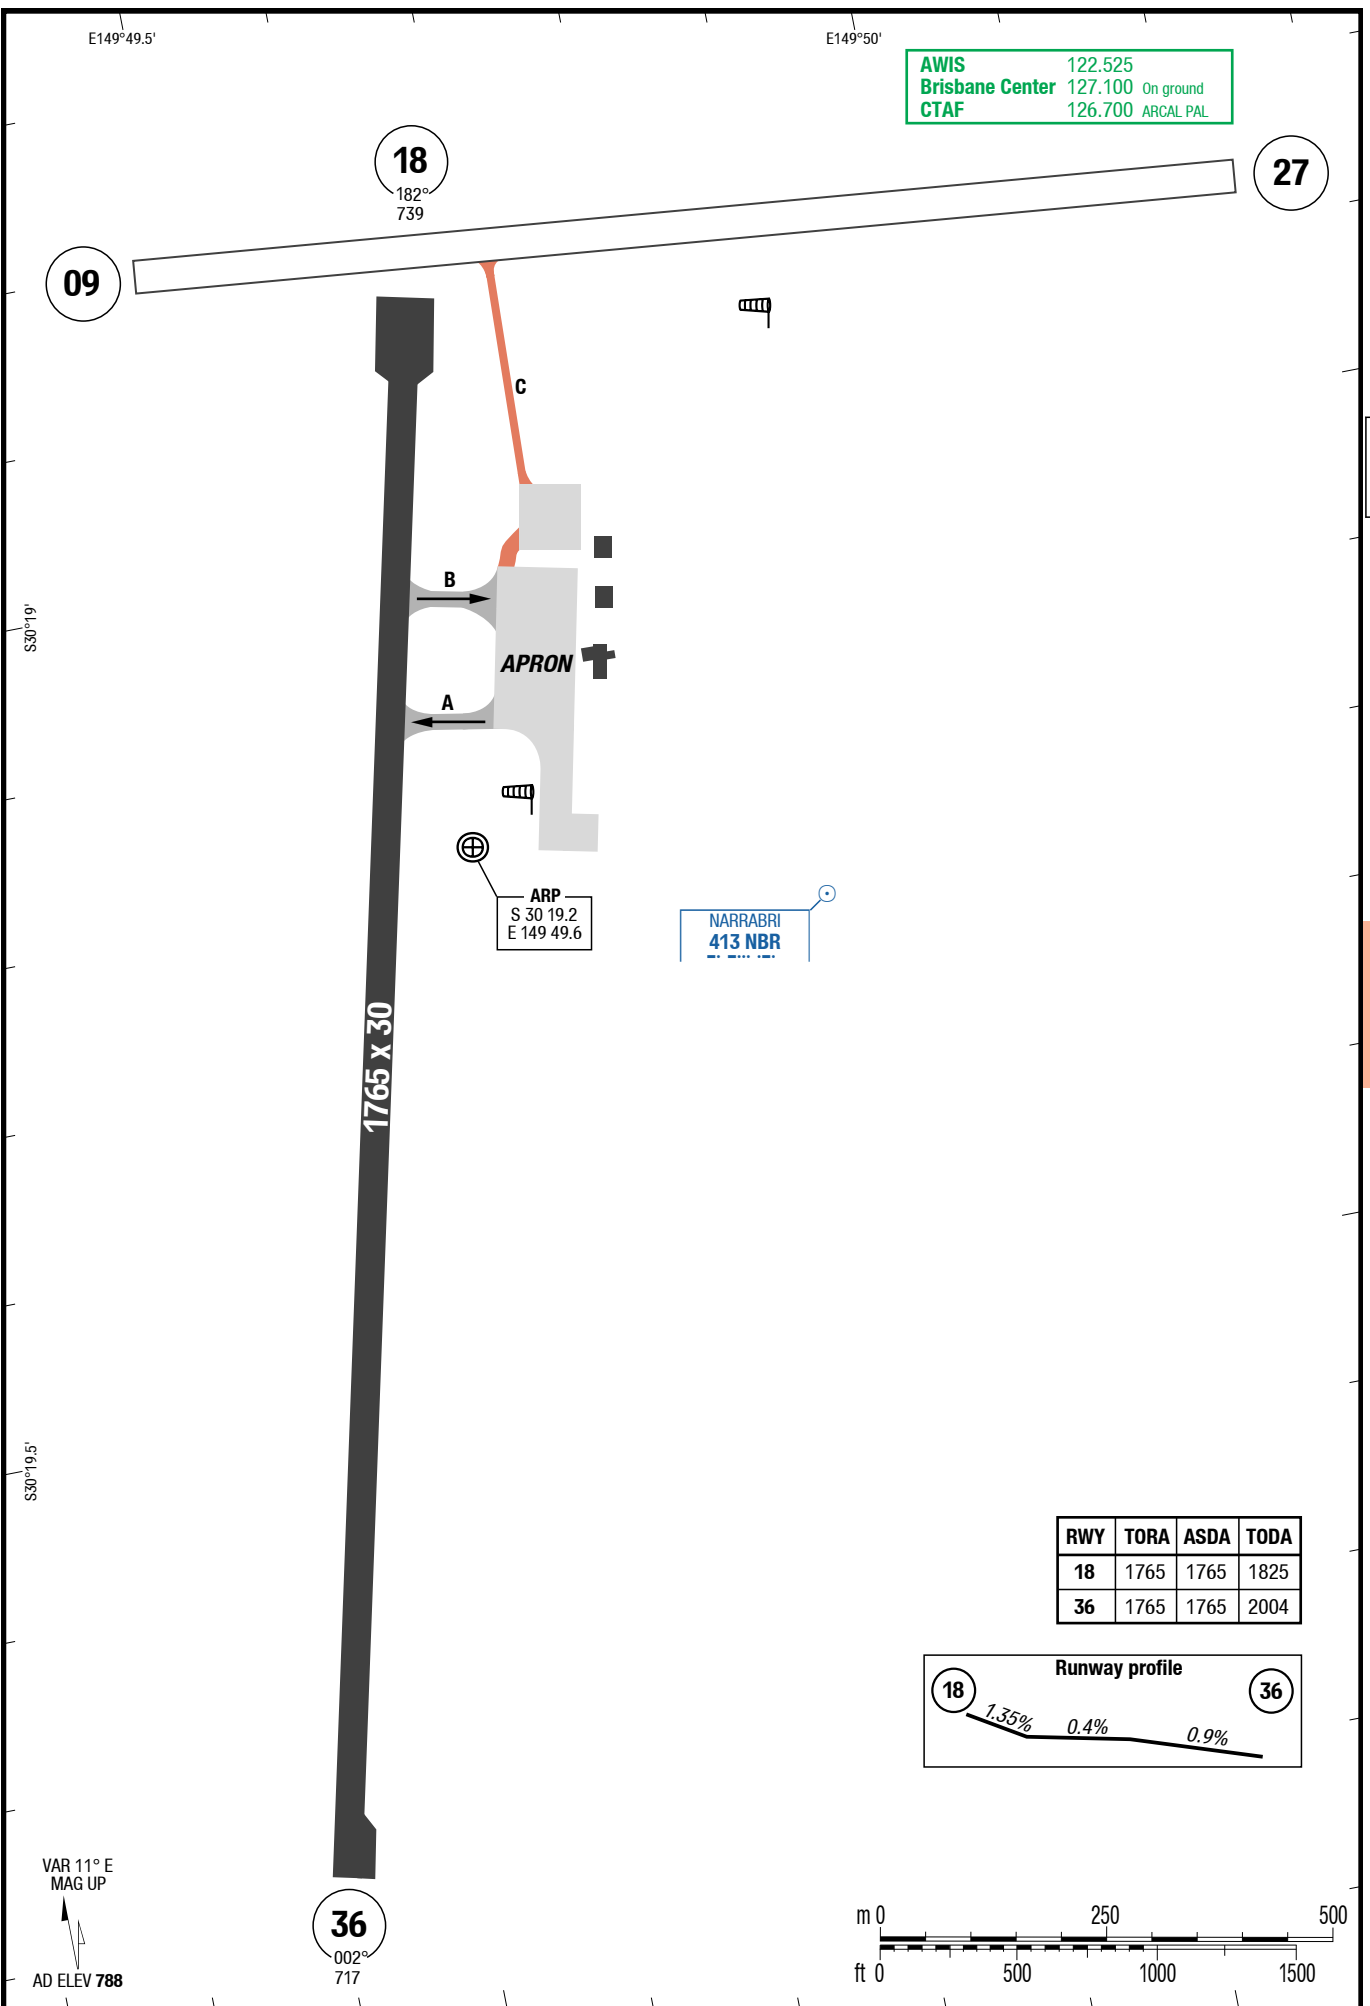 E149°49.5'
E149°50'
AWIS 122.525
Brisbane Center 127.100 On ground
CTAF 126.700 ARCAL PAL
18
182°
739
27
09
C
B
S30°19'
APRON
A
ARP
S 30 19.2
E 149 49.6
NARRABRI
413 NBR
1765 x 30
S30°19.5'
RWY TORA ASDA TODA
18 1765 1765 1825
36 1765 1765 2004
Runway profile
18 36
1.35% 0.4% 0.9%
VAR 11° E
MAG UP
AD ELEV 788
36
002°
717
m 0 250 500
ft 0 500 1000 1500